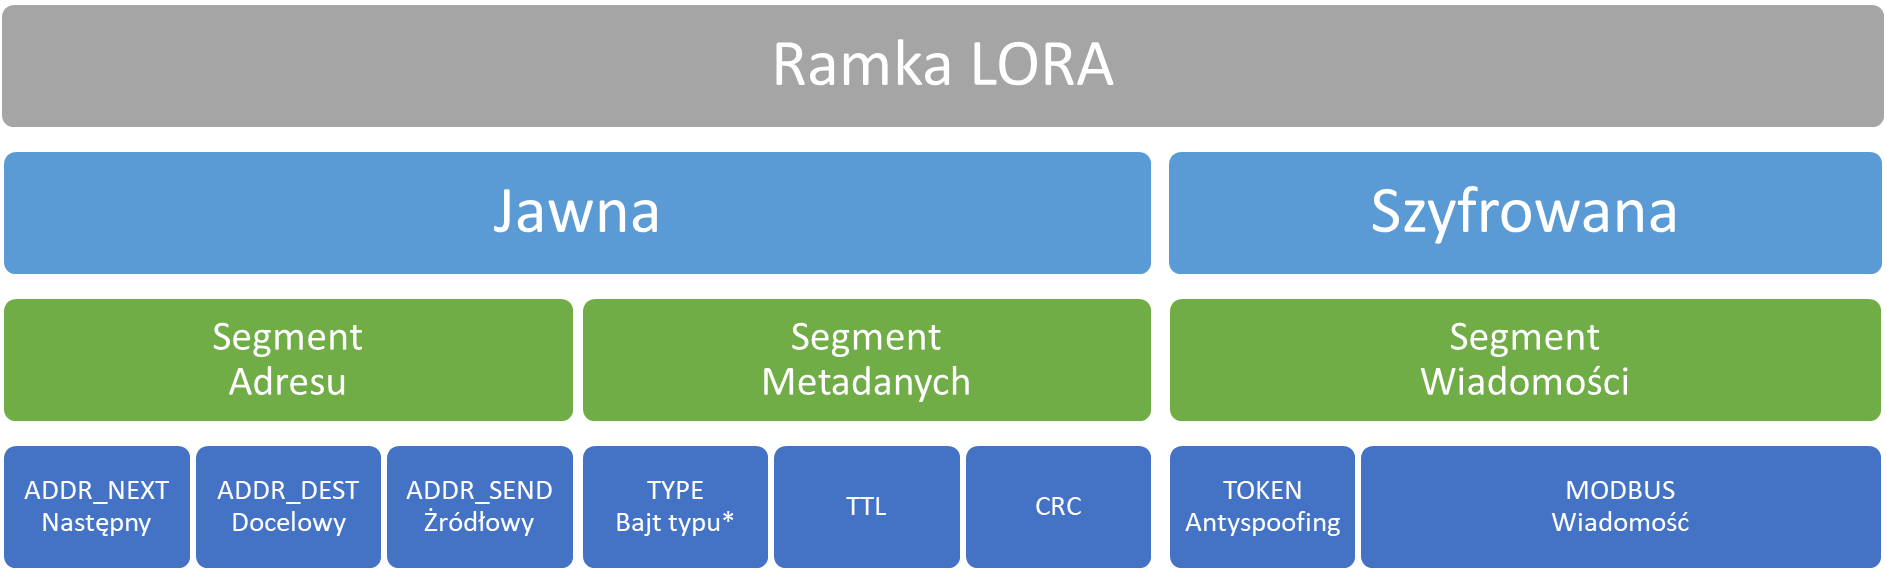 Ramka LORA
Jawna
Szyfrowana
Segment
Adresu
Segment
Metadanych
Segment
Wiadomości
ADDR_NEXT
Następny
ADDR_DEST
Docelowy
ADDR_SEND
Żródłowy
TYPE
Bajt typu*
TTL
CRC
TOKEN
Antyspoofing
MODBUS
Wiadomość